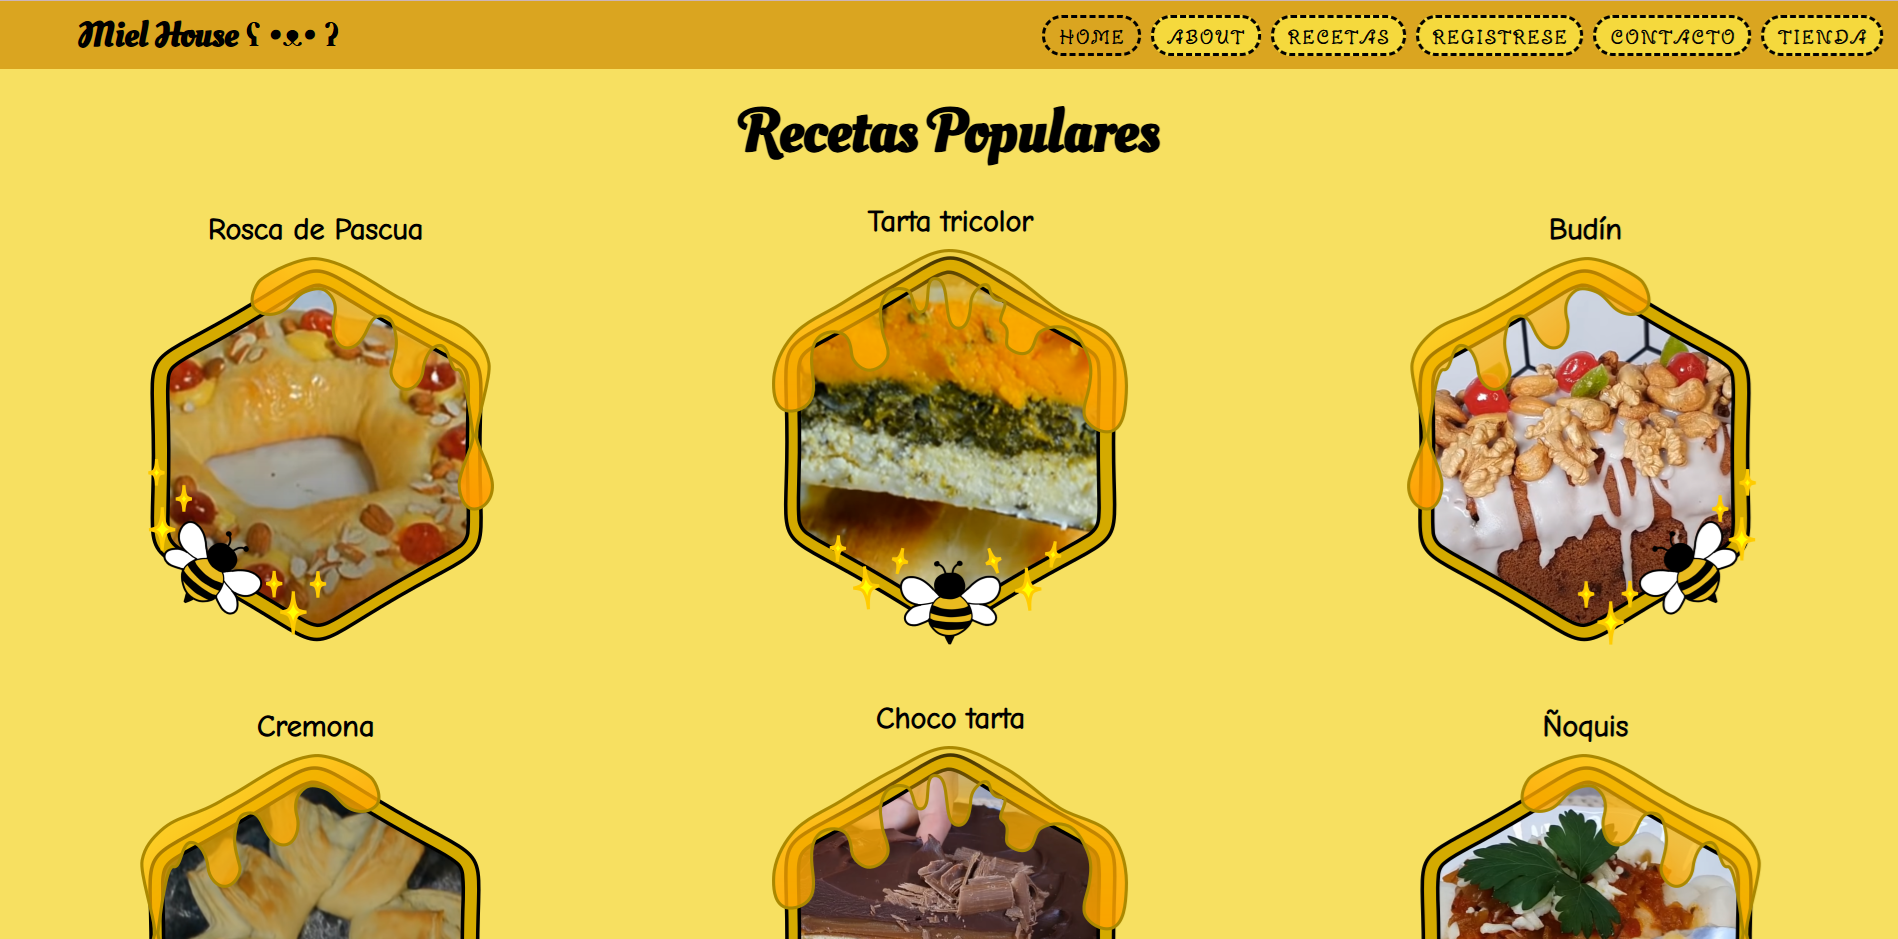 Miel House ʕ •ᴥ• ʔ
HOME ABOUT RECETAS REGISTRESE CONTACTO TIENDA
Recetas Populares
Rosca de Pascua
Tarta tricolor
Budín
Cremona
Choco tarta
Ñoquis